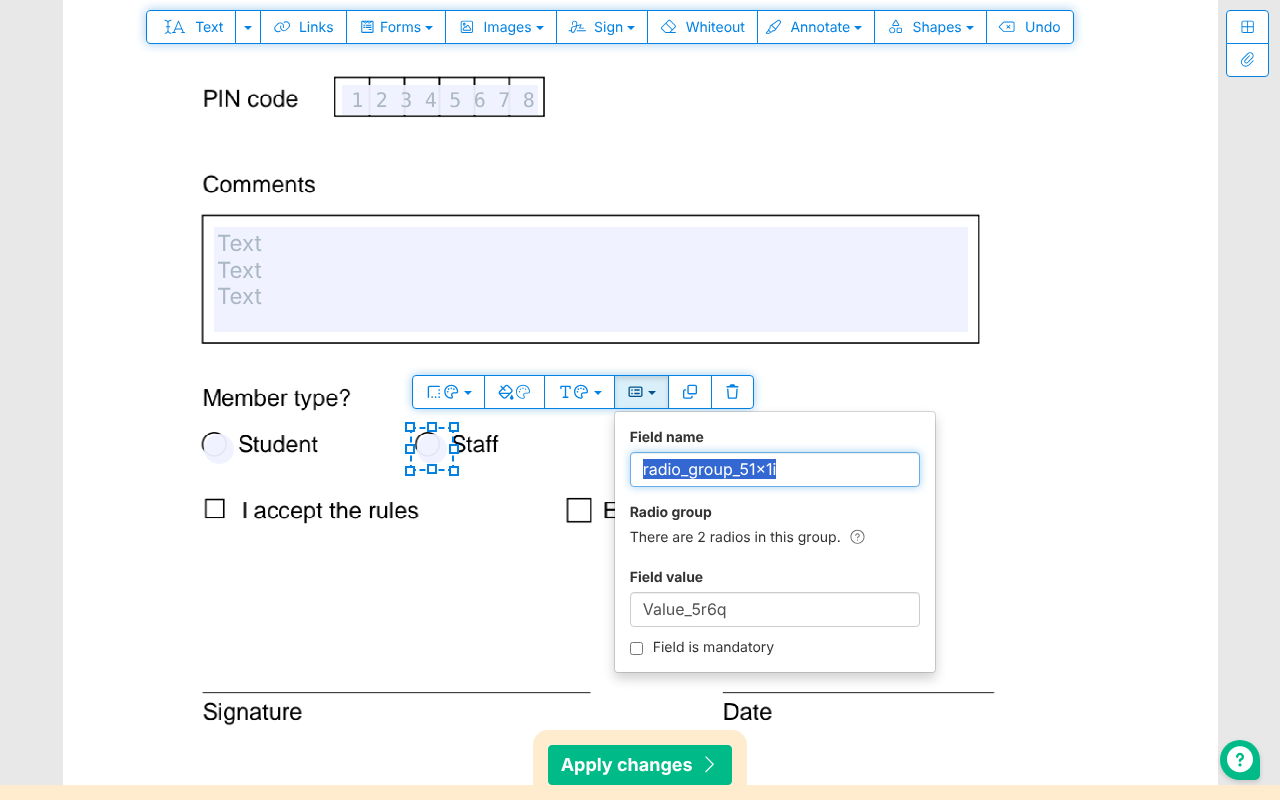 Text Links Forms Images Sign Whiteout Annotate Shapes Undo
PIN code
1 2 3 4 5 6 7 8
Comments
Text
Text
Text
Member type?
Student
Staff
I accept the rules
E
Field name
radio_group_51x1i
Radio group
There are 2 radios in this group.
Field value
Value_5r6q
Field is mandatory
Signature
Date
Apply changes